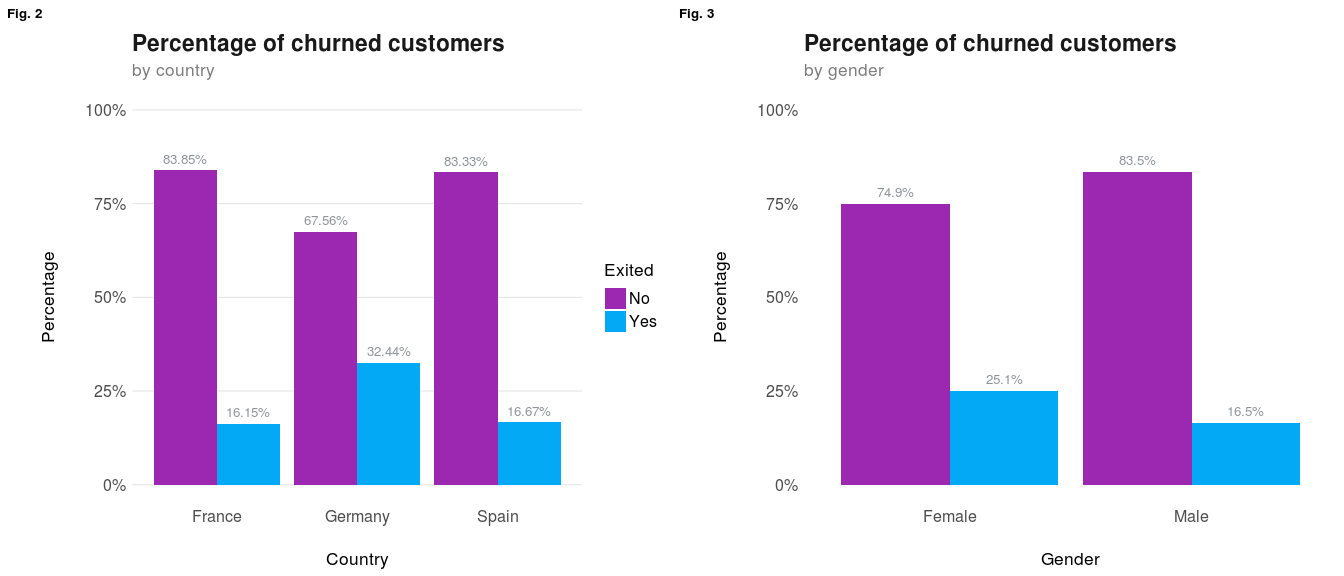 Fig. 2
Percentage of churned customers
by country
100%
75%
50%
25%
0%
Percentage
83.85%
16.15%
67.56%
32.44%
83.33%
16.67%
France
Germany
Spain
Country
Exited
No
Yes
Fig. 3
Percentage of churned customers
by gender
100%
75%
50%
25%
0%
Percentage
74.9%
25.1%
83.5%
16.5%
Female
Male
Gender